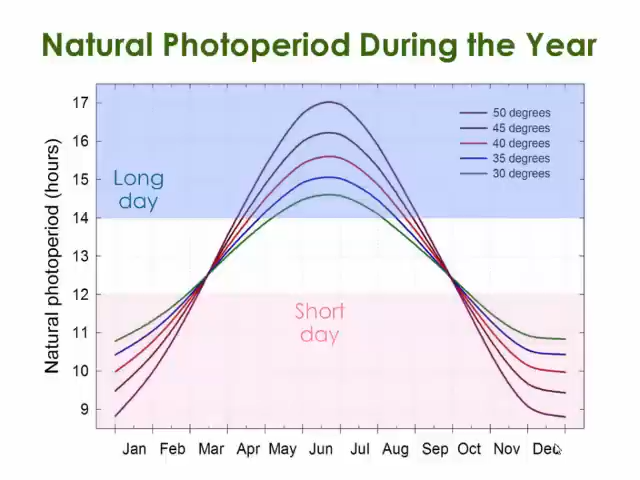 Natural Photoperiod During the Year
Natural photoperiod (hours)
17
16
15
14
13
12
11
10
9
50 degrees
45 degrees
40 degrees
35 degrees
30 degrees
Long
day
Short
day
Jan Feb Mar Apr May Jun Jul Aug Sep Oct Nov Dec